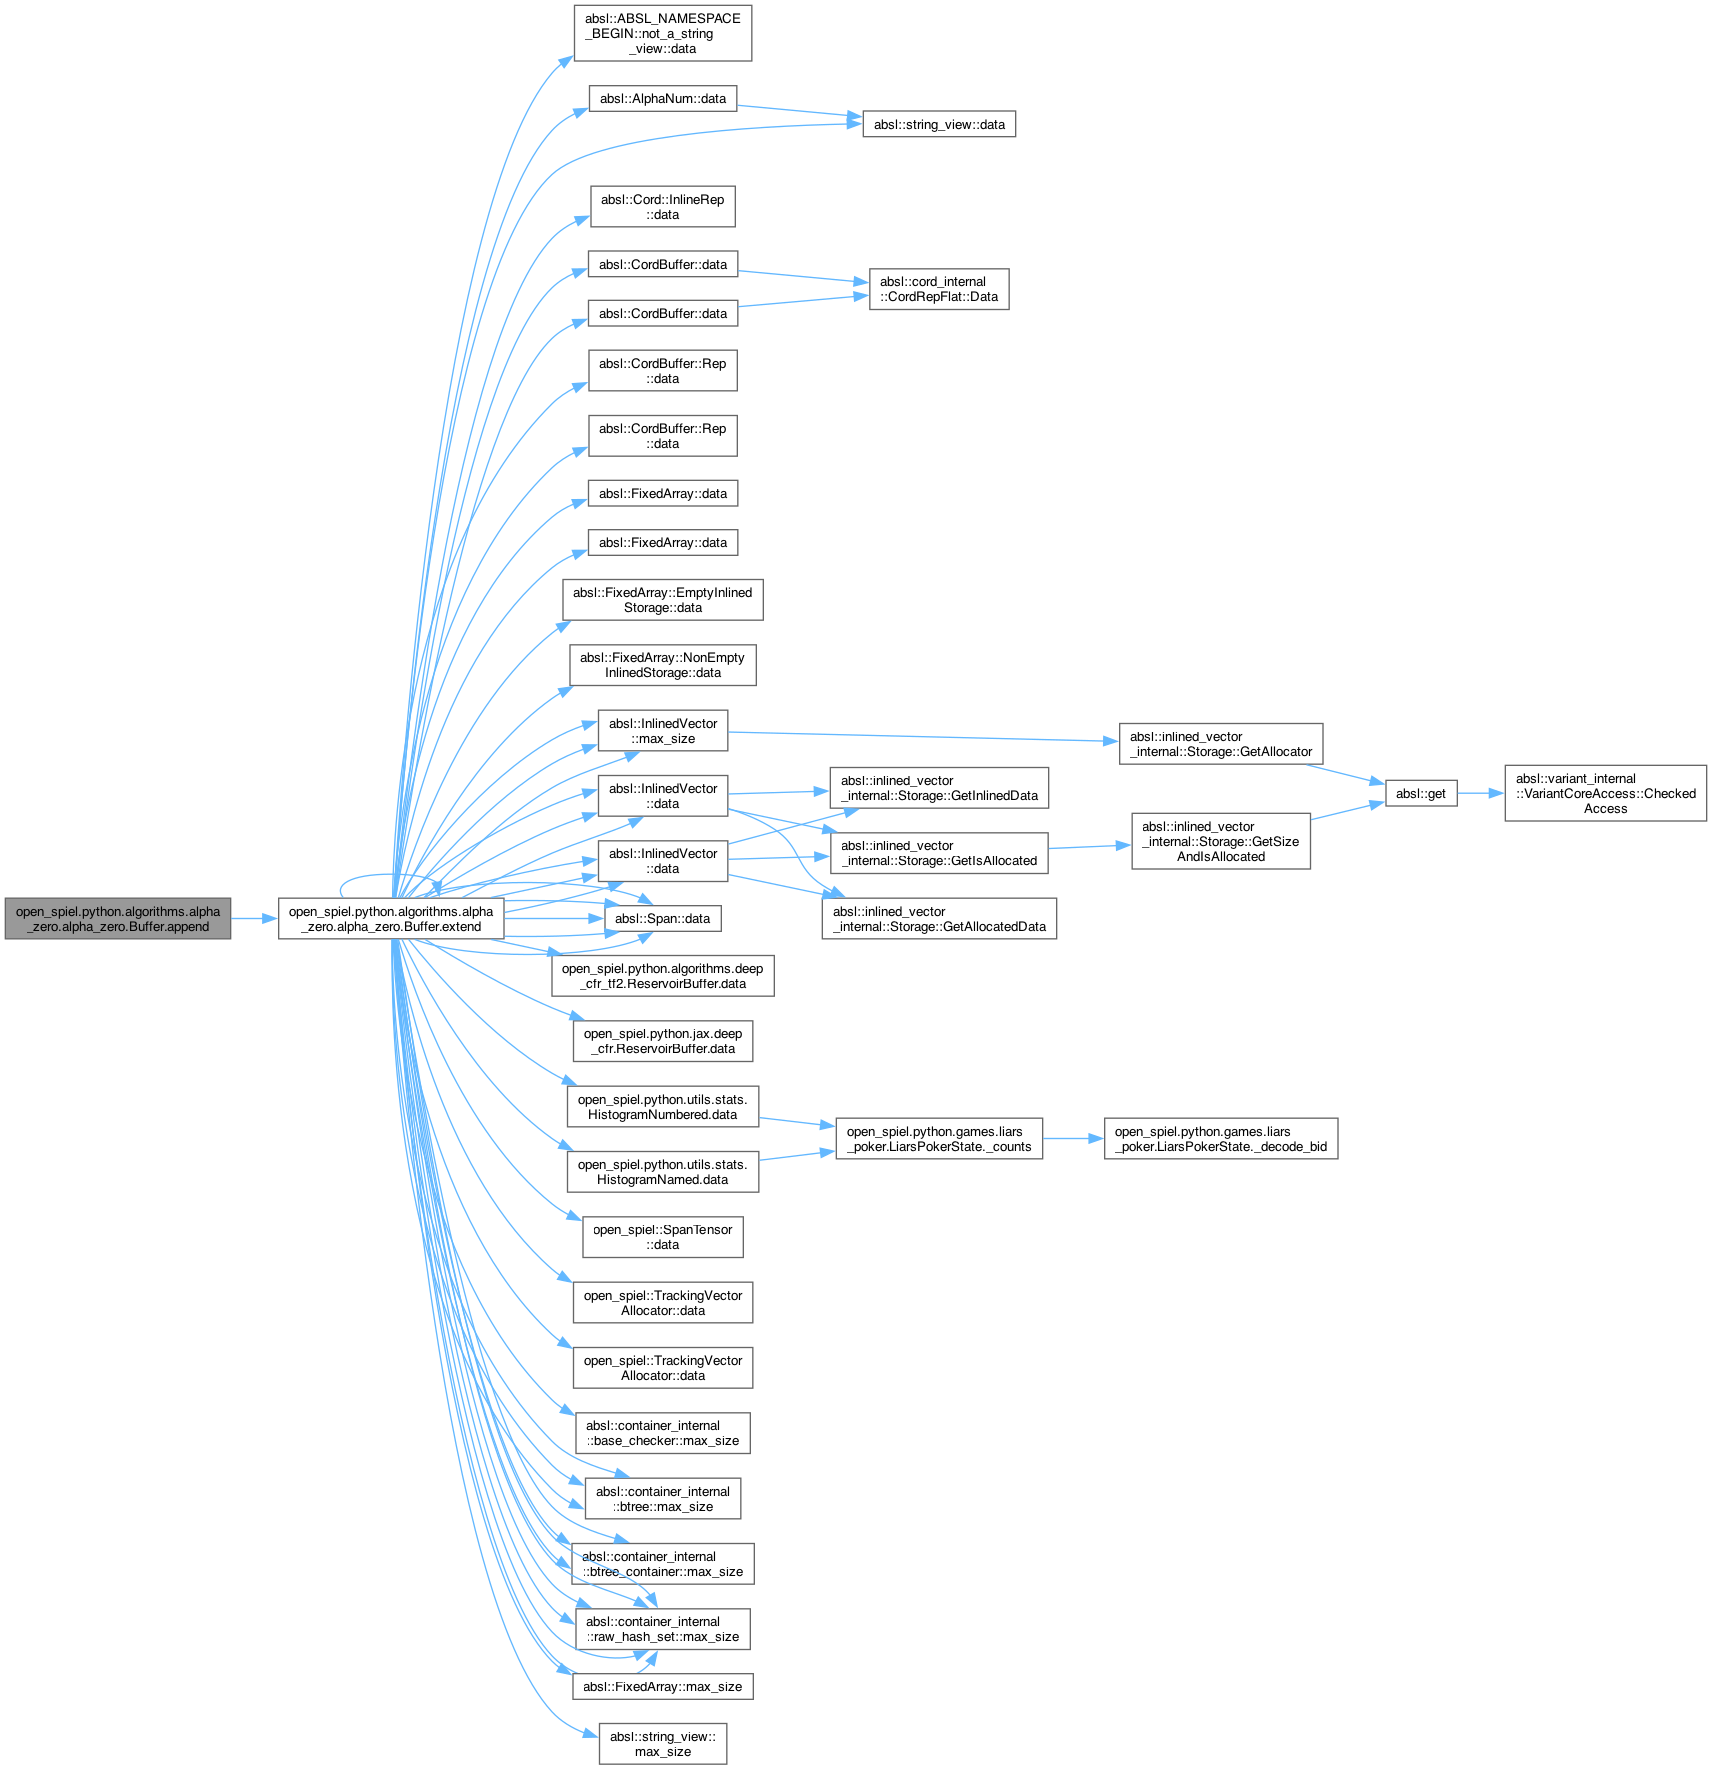 absl::ABSL_NAMESPACE
_BEGIN::not_a_string
_view::data
absl::AlphaNum::data
absl::string_view::data
absl::Cord::InlineRep
::data
absl::CordBuffer::data
absl::cord_internal
::CordRepFlat::Data
absl::CordBuffer::data
absl::CordBuffer::Rep
::data
absl::CordBuffer::Rep
::data
absl::FixedArray::data
absl::FixedArray::data
absl::FixedArray::EmptyInlined
Storage::data
absl::FixedArray::NonEmpty
InlinedStorage::data
absl::InlinedVector
::max_size
absl::inlined_vector
_internal::Storage::GetAllocator
absl::InlinedVector
::data
absl::inlined_vector
_internal::Storage::GetInlinedData
absl::get
absl::variant_internal
::VariantCoreAccess::Checked
Access
absl::InlinedVector
::data
absl::inlined_vector
_internal::Storage::GetIsAllocated
absl::inlined_vector
_internal::Storage::GetSize
AndIsAllocated
open_spiel.python.algorithms.alpha
_zero.alpha_zero.Buffer.append
open_spiel.python.algorithms.alpha
_zero.alpha_zero.Buffer.extend
absl::Span::data
absl::inlined_vector
_internal::Storage::GetAllocatedData
open_spiel.python.algorithms.deep
_cfr_tf2.ReservoirBuffer.data
open_spiel.python.jax.deep
_cfr.ReservoirBuffer.data
open_spiel.python.utils.stats.
HistogramNumbered.data
open_spiel.python.games.liars
_poker.LiarsPokerState._counts
open_spiel.python.games.liars
_poker.LiarsPokerState._decode_bid
open_spiel.python.utils.stats.
HistogramNamed.data
open_spiel::SpanTensor
::data
open_spiel::TrackingVector
Allocator::data
open_spiel::TrackingVector
Allocator::data
absl::container_internal
::base_checker::max_size
absl::container_internal
::btree::max_size
absl::container_internal
::btree_container::max_size
absl::container_internal
::raw_hash_set::max_size
absl::FixedArray::max_size
absl::string_view::
max_size